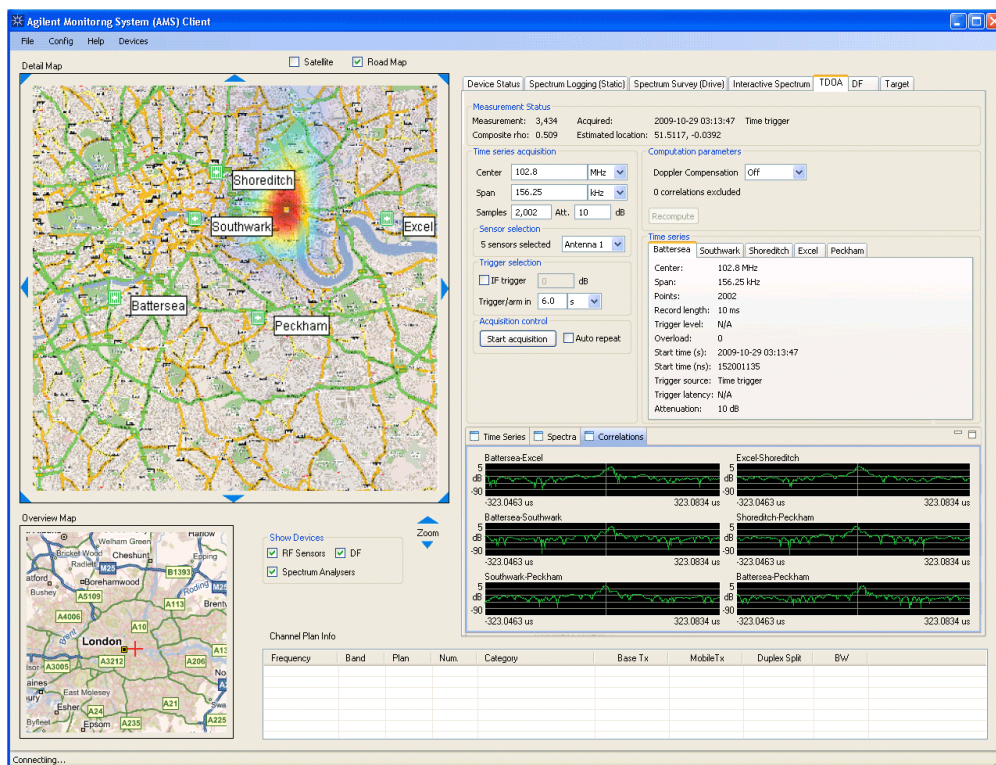 Agilent Monitorng System (AMS) Client
File Config Help Devices
Detail Map
Satellite Road Map
Shoreditch
Southwark
Excel
Battersea
Peckham
Device Status Spectrum Logging (Static) Spectrum Survey (Drive) Interactive Spectrum TDOA DF Target
Measurement Status
Measurement: 3,434 Acquired: 2009-10-29 03:13:47 Time trigger
Composite rho: 0.509 Estimated location: 51.5117, -0.0392
Time series acquisition
Center 102.8 MHz
Span 156.25 kHz
Samples 2,002 Att. 10 dB
Sensor selection
5 sensors selected Antenna 1
Trigger selection
IF trigger 0 dB
Trigger/arm in 6.0 s
Acquisition control
Start acquisition Auto repeat
Computation parameters
Doppler Compensation Off
0 correlations excluded
Recompute
Time series
Battersea Southwark Shoreditch Excel Peckham
Center: 102.8 MHz
Span: 156.25 kHz
Points: 2002
Record length: 10 ms
Trigger level: N/A
Overload: 0
Start time (s): 2009-10-29 03:13:47
Start time (ns): 152001135
Trigger source: Time trigger
Trigger latency: N/A
Attenuation: 10 dB
Time Series Spectra Correlations
Battersea-Excel
5
dB
-90
-323.0463 us 323.0834 us
Excel-Shoreditch
5
dB
-90
-323.0463 us 323.0834 us
Battersea-Southwark
5
dB
-90
-323.0463 us 323.0834 us
Shoreditch-Peckham
5
dB
-90
-323.0463 us 323.0834 us
Southwark-Peckham
5
dB
-90
-323.0463 us 323.0834 us
Battersea-Peckham
5
dB
-90
-323.0463 us 323.0834 us
Overview Map
Zoom
Show Devices
RF Sensors DF
Spectrum Analysers
Welham Green
Harlow
Bricket Wood
Cheshunt
Epping
Radlett
M25
B1393
Borehamwood
Roding
Bushey
A5109
A113
Brent
A4006
A10
Brent
London
A3005
A3212
A206
East Molesey
Esher
A24
A21
Byfleet
Epsom
A235
A225
Channel Plan Info
Frequency Band Plan Num. Category Base Tx MobileTx Duplex Split BW
Connecting...